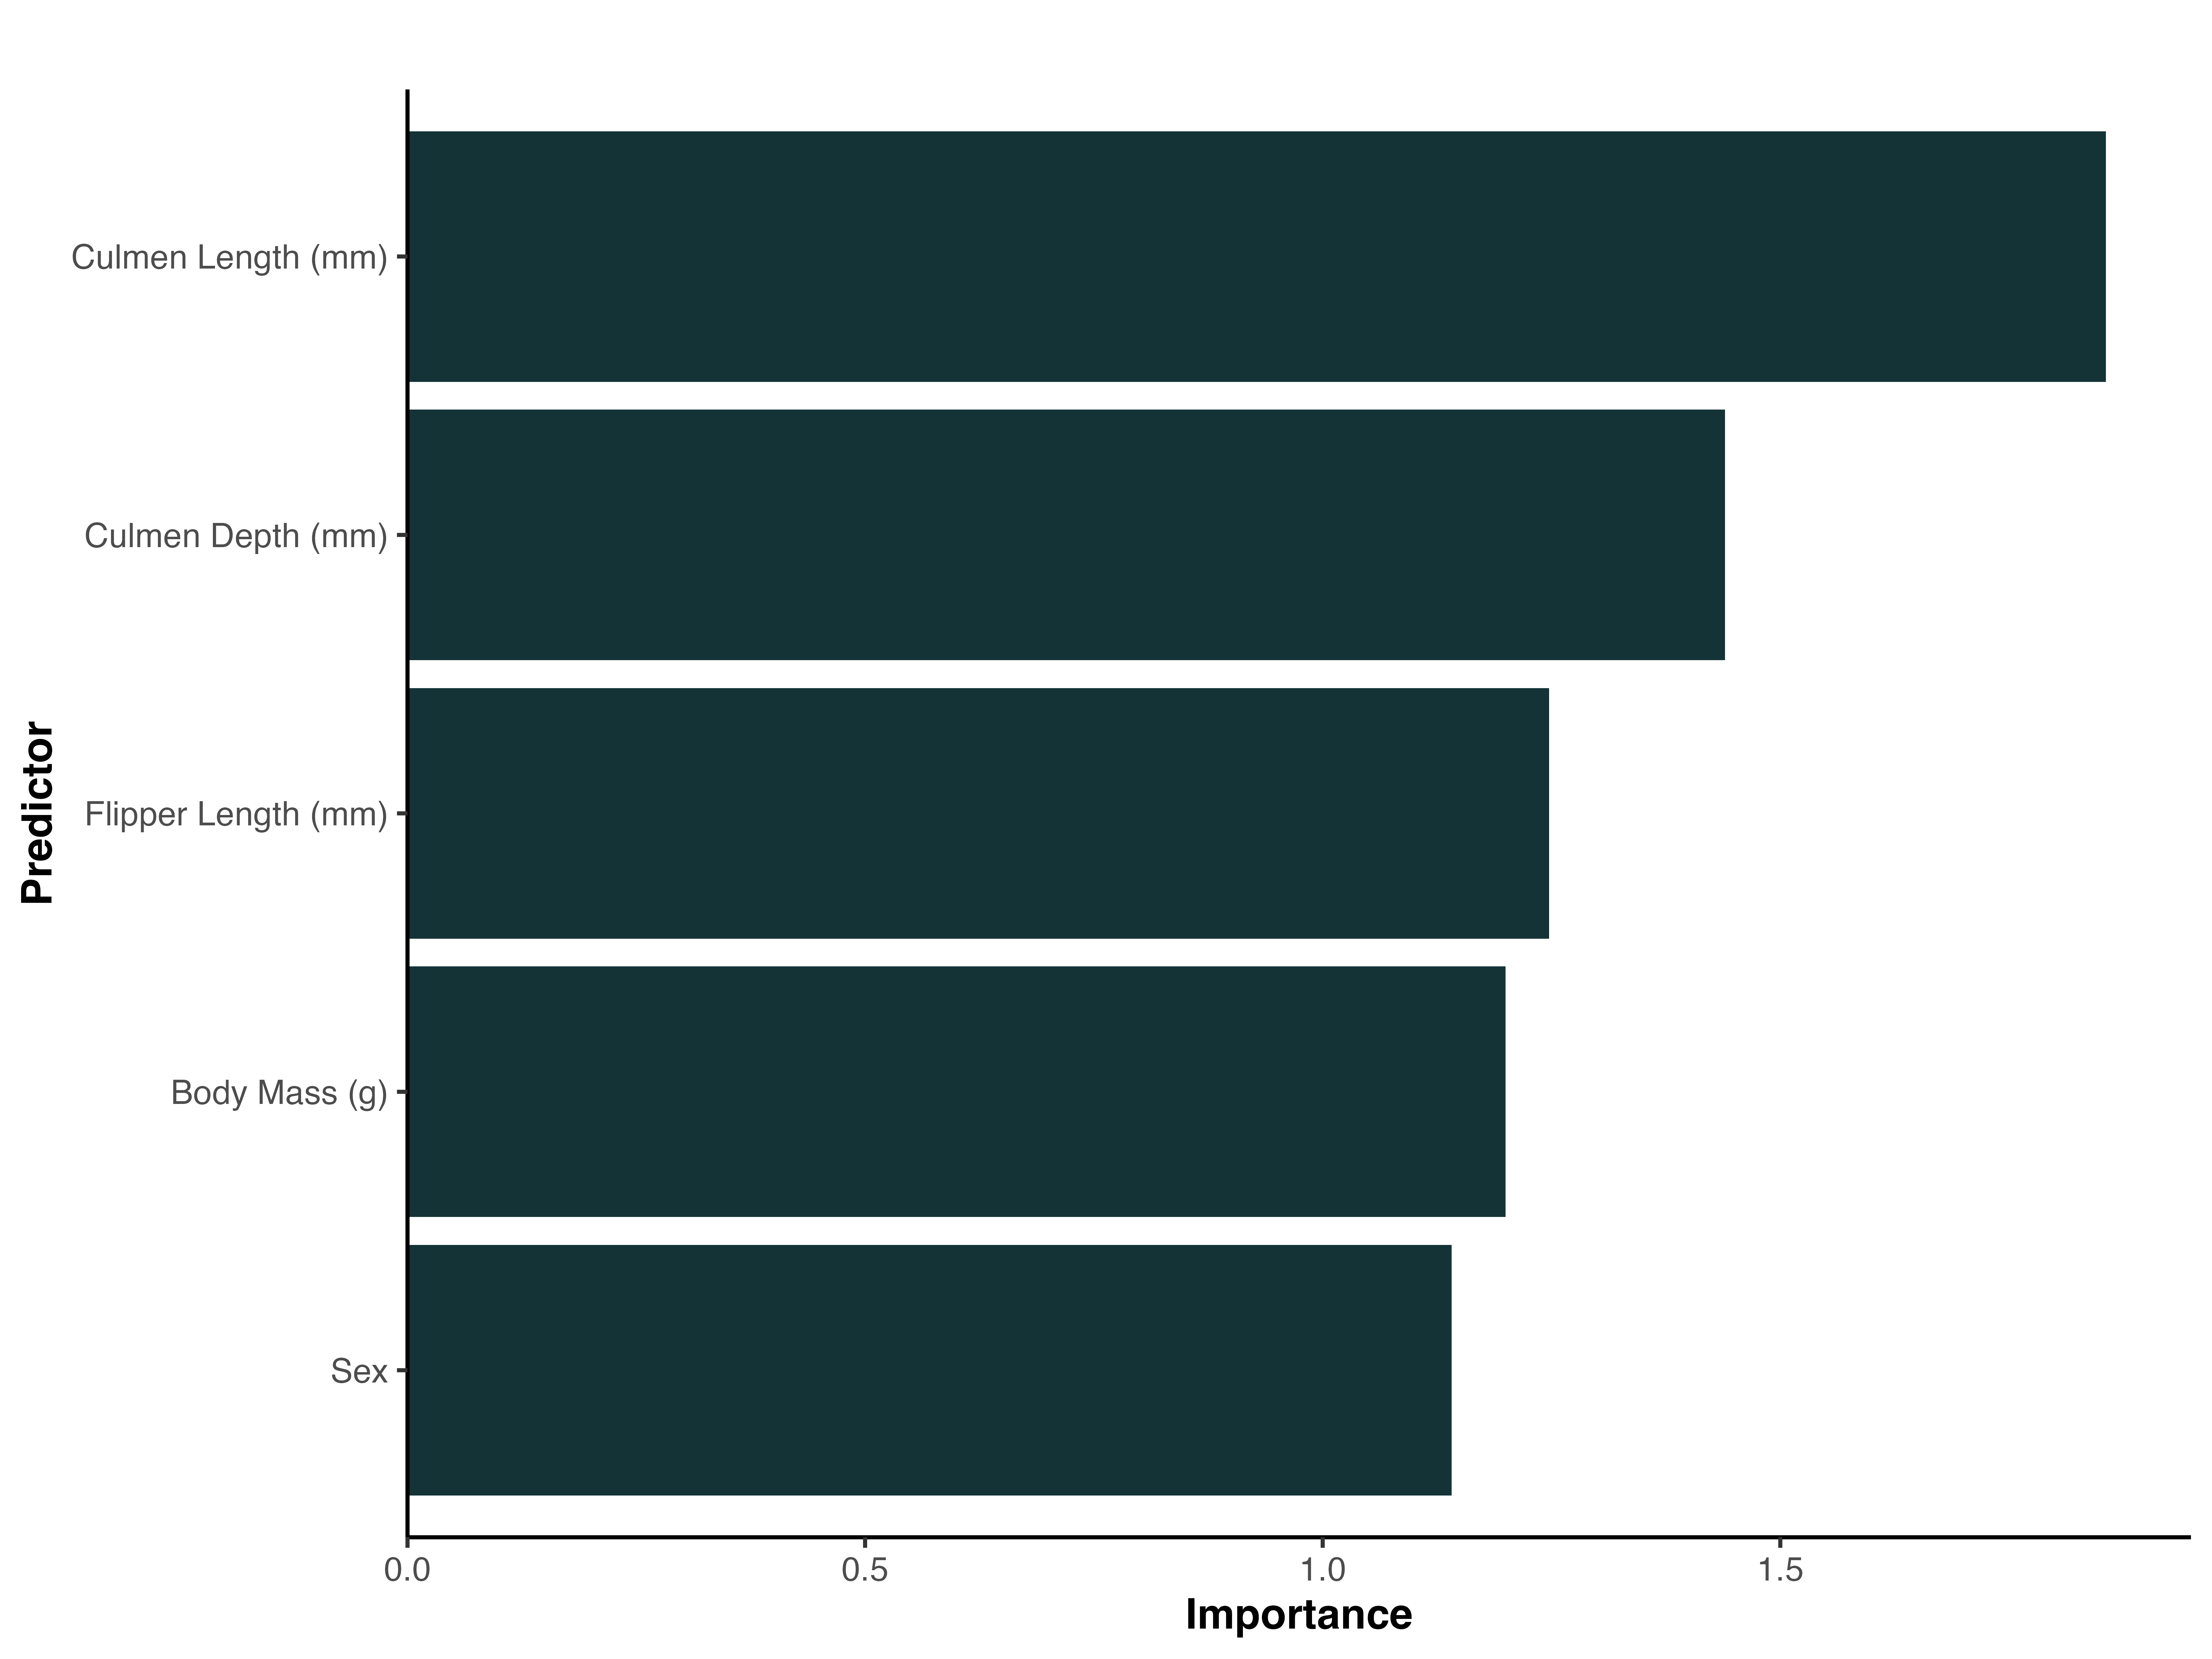 Culmen Length (mm)
Culmen Depth (mm)
Flipper Length (mm)
Body Mass (g)
Sex
Predictor
0.0 0.5 1.0 1.5
Importance